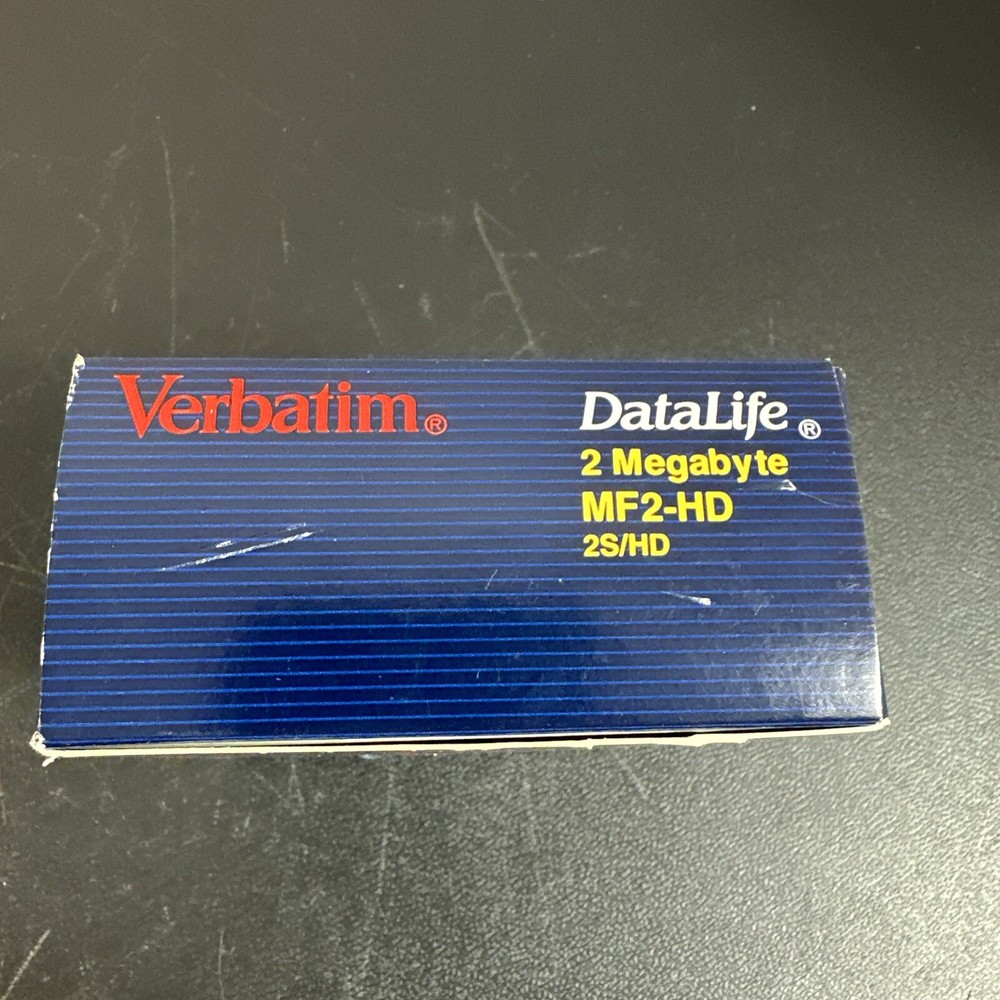 Verbatim®
DataLife®
2 Megabyte
MF2-HD
2S/HD